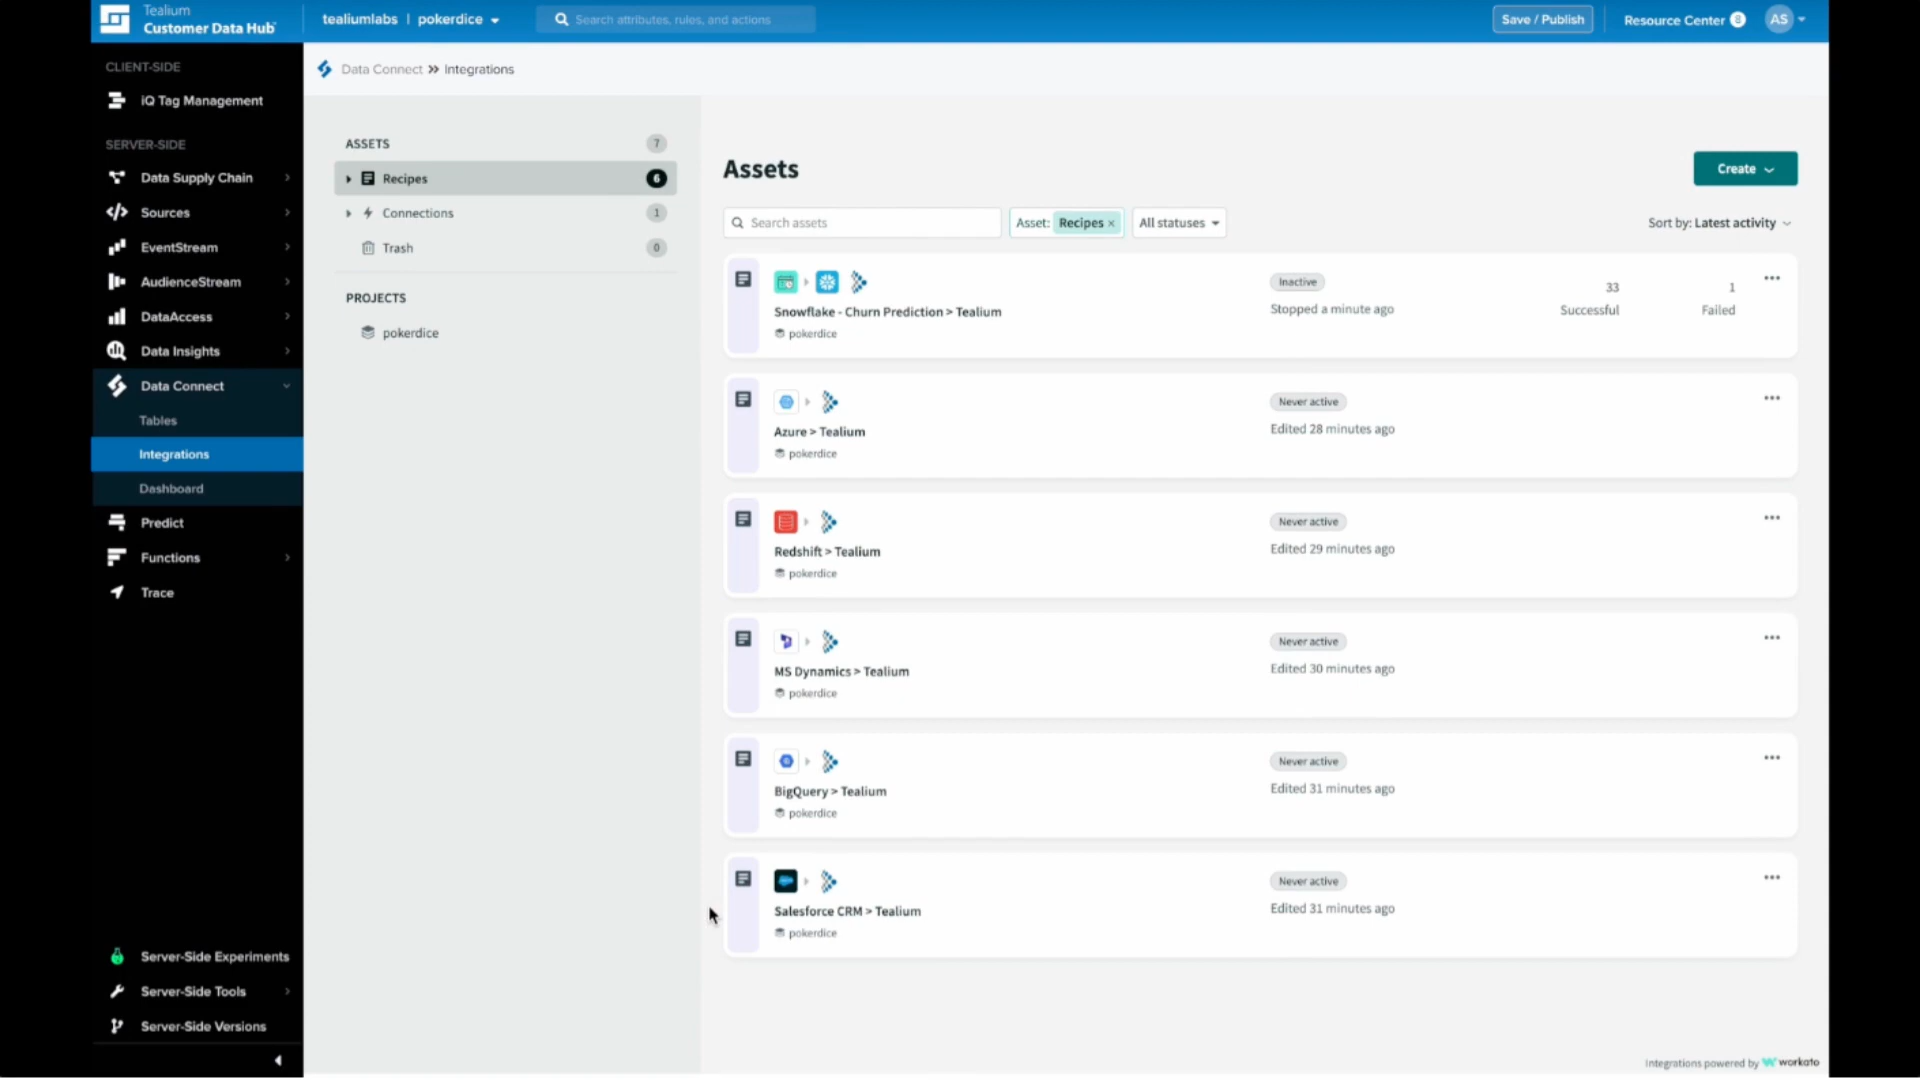 Tealium
Customer Data Hub
tealiumlabs | pokerdice
Search attributes, rules, and actions
Save / Publish
Resource Center 8
AS
CLIENT-SIDE
iQ Tag Management
SERVER-SIDE
Data Supply Chain
Sources
EventStream
AudienceStream
DataAccess
Data Insights
Data Connect
Tables
Integrations
Dashboard
Predict
Functions
Trace
Server-Side Experiments
Server-Side Tools
Server-Side Versions
Data Connect » Integrations
ASSETS 7
Recipes 6
Connections 1
Trash 0
PROJECTS
pokerdice
Assets
Create
Search assets
Asset: Recipes ×
All statuses
Sort by: Latest activity
Snowflake - Churn Prediction > Tealium
pokerdice
Inactive
Stopped a minute ago
33
Successful
1
Failed
Azure > Tealium
pokerdice
Never active
Edited 28 minutes ago
Redshift > Tealium
pokerdice
Never active
Edited 29 minutes ago
MS Dynamics > Tealium
pokerdice
Never active
Edited 30 minutes ago
BigQuery > Tealium
pokerdice
Never active
Edited 31 minutes ago
Salesforce CRM > Tealium
pokerdice
Never active
Edited 31 minutes ago
Integrations powered by workato